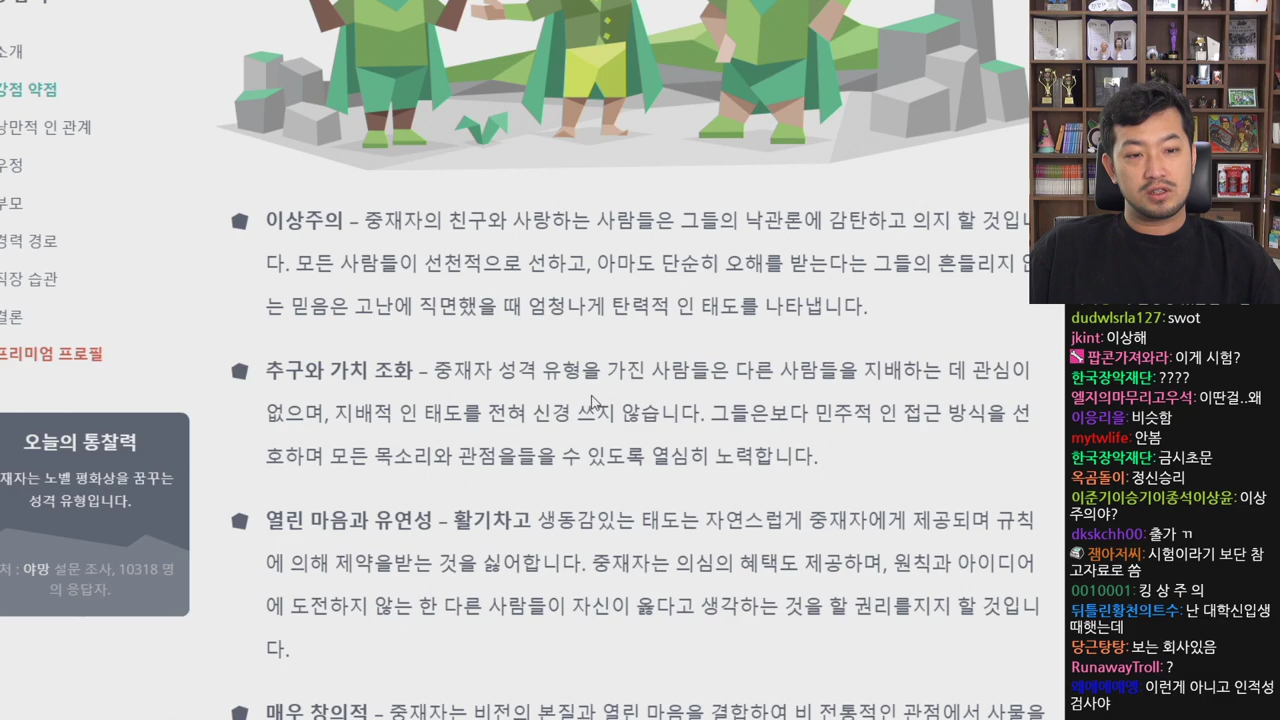 소개
강점 약점
낭만적 인 관계
우정
부모
경력 경로
직장 습관
결론
프리미엄 프로필
오늘의 통찰력
재자는 노벨 평화상을 꿈꾸는
성격 유형입니다.
처 : 야망 설문 조사, 10318 명
의 응답자.
이상주의 – 중재자의 친구와 사랑하는 사람들은 그들의 낙관론에 감탄하고 의지 할 것입니
다. 모든 사람들이 선천적으로 선하고, 아마도 단순히 오해를 받는다는 그들의 흔들리지
는 믿음은 고난에 직면했을 때 엄청나게 탄력적 인 태도를 나타냅니다.
추구와 가치 조화 – 중재자 성격 유형을 가진 사람들은 다른 사람들을 지배하는 데 관심이
없으며, 지배적 인 태도를 전혀 신경 쓰지 않습니다. 그들은보다 민주적 인 접근 방식을 선
호하며 모든 목소리와 관점을들을 수 있도록 열심히 노력합니다.
열린 마음과 유연성 – 활기차고 생동감있는 태도는 자연스럽게 중재자에게 제공되며 규칙
에 의해 제약을받는 것을 싫어합니다. 중재자는 의심의 혜택도 제공하며, 원칙과 아이디어
에 도전하지 않는 한 다른 사람들이 자신이 옳다고 생각하는 것을 할 권리를지지 할 것입니
다.
매우 창의적 – 중재자는 비전의 본질과 열린 마음을 결합하여 비 전통적인 관점에서 사물을
dudwlsrla127: swot
jkint: 이상해
팝콘가져와라: 이게 시험?
한국장악재단: ????
엘지의마무리고우석: 이딴걸..왜
이웅리을: 비슷함
mytwlife: 안봄
한국장악재단: 금시초문
옥곰돌이: 정신승리
이준기이승기이종석이상윤: 이상
주의야?
dkskchh00: 출가 ㄲ
잼아저씨: 시험이라기 보단 참
고자료로 씀
0010001: 킹 상 주 의
뒤틀린황천의트수: 난 대학신입생
때햇는데
당근탕탕: 보는 회사있음
RunawayTroll: ?
이런게 아니고 인적성
검사야